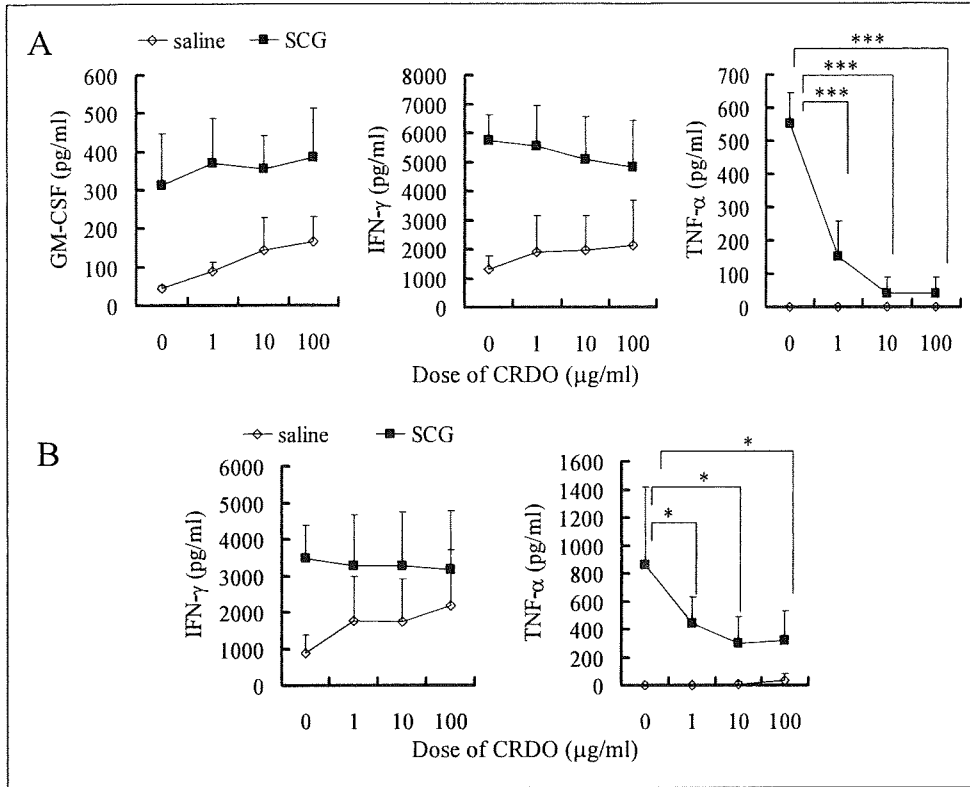 A
saline SCG
GM-CSF (pg/ml)
600
500
400
300
200
100
0
0 1 10 100
IFN-γ (pg/ml)
8000
7000
6000
5000
4000
3000
2000
1000
0
0 1 10 100
TNF-α (pg/ml)
700
600
500
400
300
200
100
0
0 1 10 100
***
***
***
Dose of CRDO (μg/ml)
B
saline SCG
IFN-γ (pg/ml)
6000
5000
4000
3000
2000
1000
0
0 1 10 100
TNF-α (pg/ml)
1600
1400
1200
1000
800
600
400
200
0
0 1 10 100
*
*
*
Dose of CRDO (μg/ml)